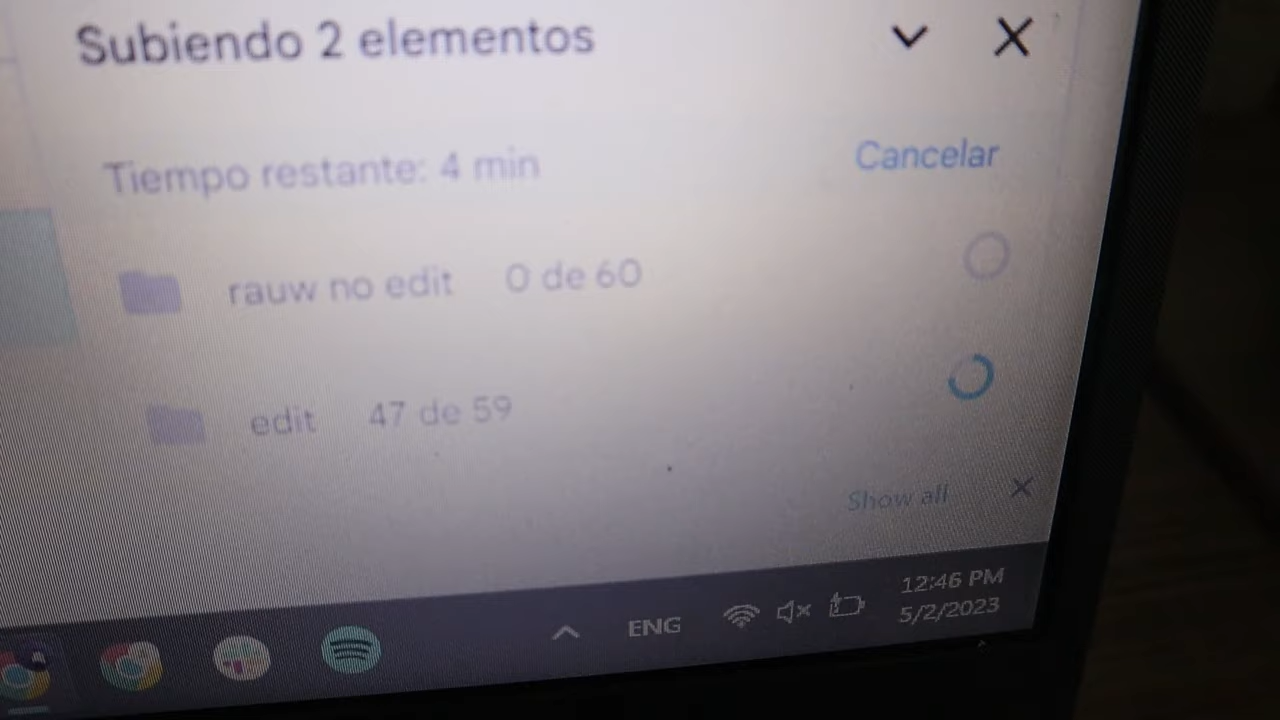 Subiendo 2 elementos
Tiempo restante: 4 min Cancelar
rauw no edit 0 de 60
edit 47 de 59
Show all
12:46 PM
ENG
5/2/2023